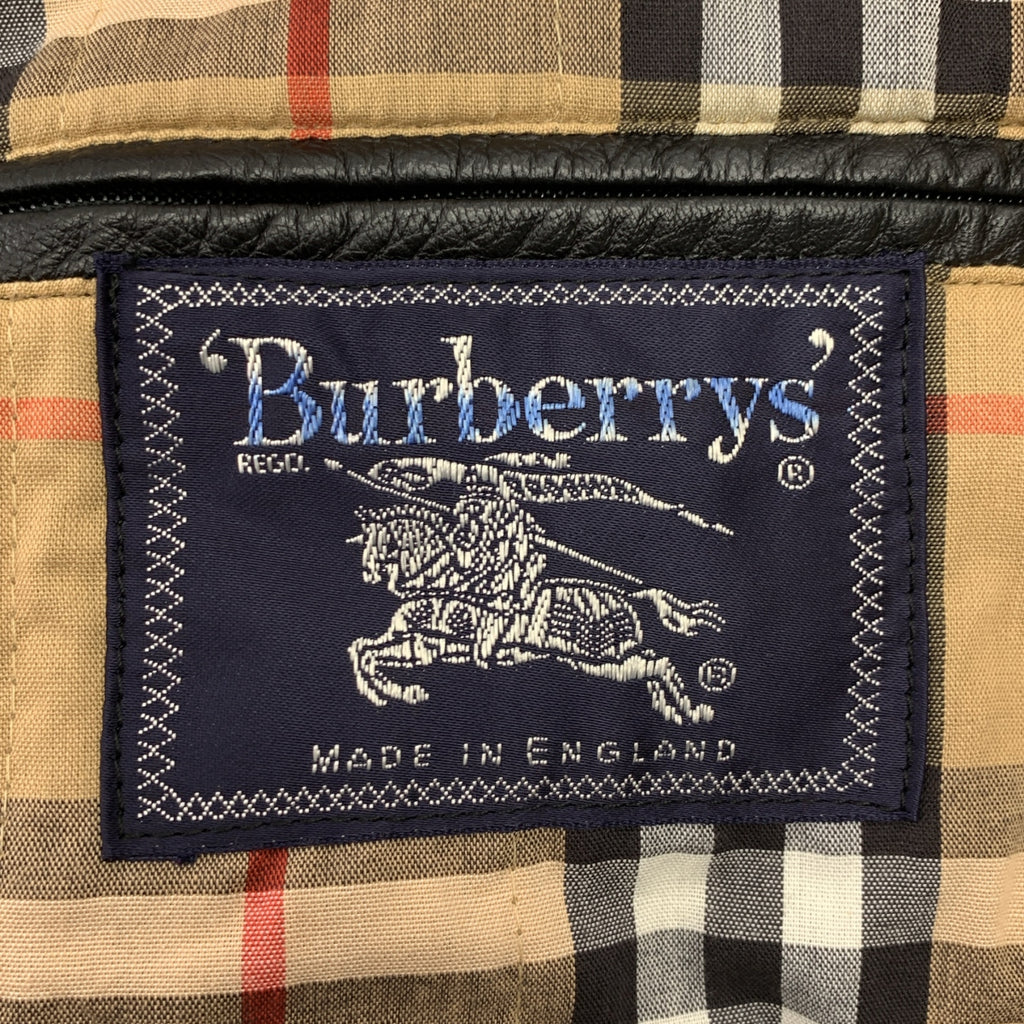 ‘Burberrys’
REGD. ®
®
MADE IN ENGLAND